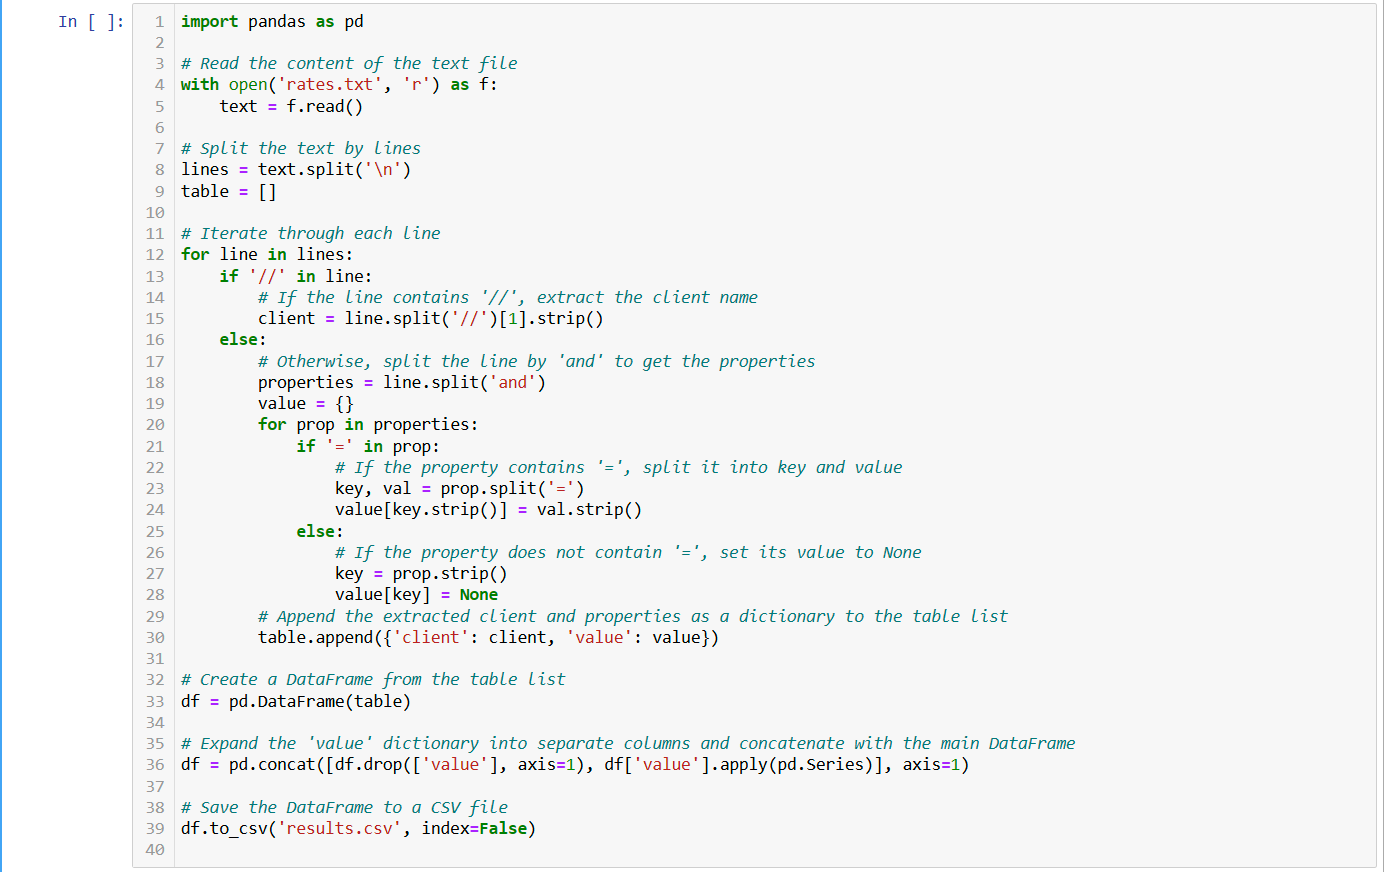 In [ ]:
1 import pandas as pd
2
3 # Read the content of the text file
4 with open('rates.txt', 'r') as f:
5     text = f.read()
6
7 # Split the text by lines
8 lines = text.split('\n')
9 table = []
10
11 # Iterate through each line
12 for line in lines:
13     if '//' in line:
14         # If the line contains '//', extract the client name
15         client = line.split('//')[1].strip()
16     else:
17         # Otherwise, split the line by 'and' to get the properties
18         properties = line.split('and')
19         value = {}
20         for prop in properties:
21             if '=' in prop:
22                 # If the property contains '=', split it into key and value
23                 key, val = prop.split('=')
24                 value[key.strip()] = val.strip()
25             else:
26                 # If the property does not contain '=', set its value to None
27                 key = prop.strip()
28                 value[key] = None
29         # Append the extracted client and properties as a dictionary to the table list
30         table.append({'client': client, 'value': value})
31
32 # Create a DataFrame from the table list
33 df = pd.DataFrame(table)
34
35 # Expand the 'value' dictionary into separate columns and concatenate with the main DataFrame
36 df = pd.concat([df.drop(['value'], axis=1), df['value'].apply(pd.Series)], axis=1)
37
38 # Save the DataFrame to a CSV file
39 df.to_csv('results.csv', index=False)
40